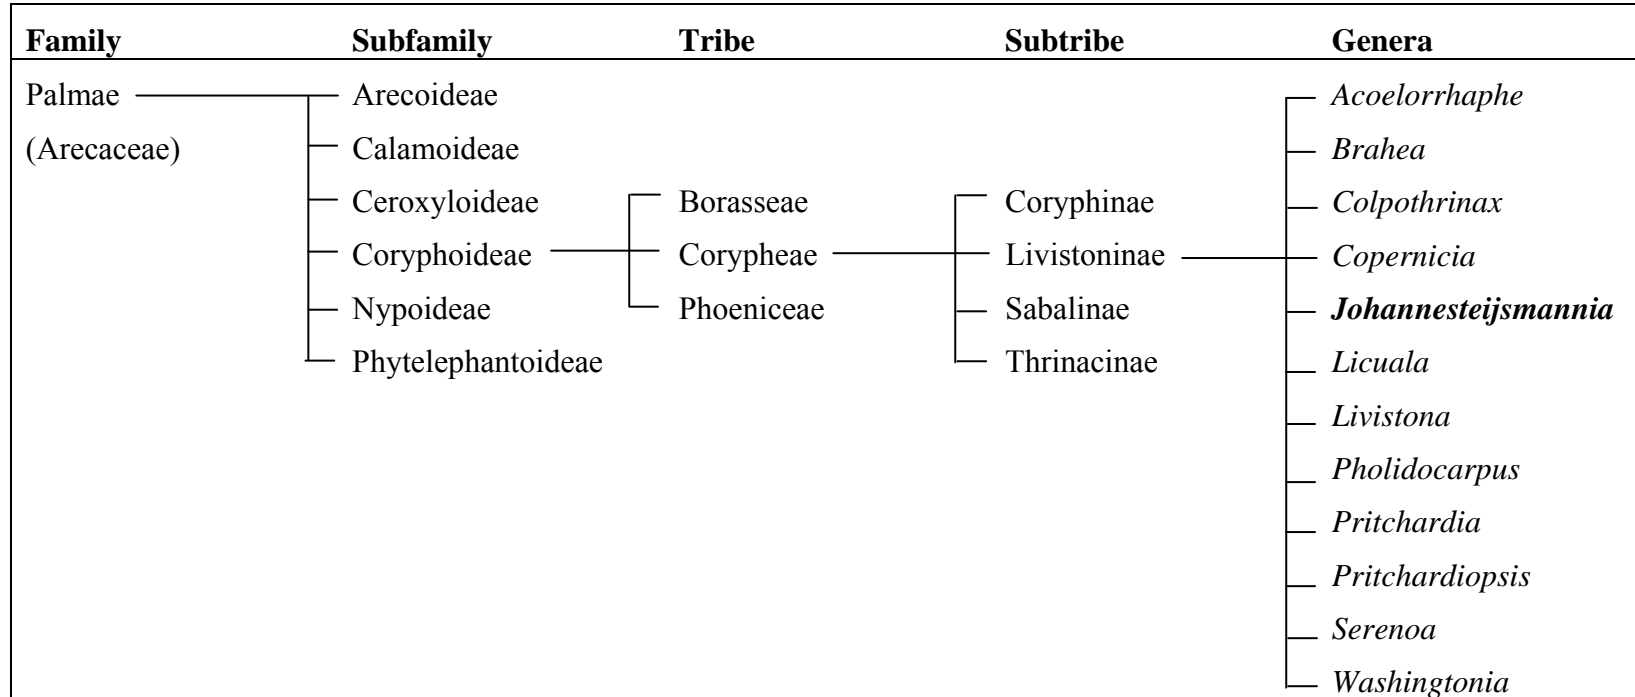 Family Subfamily Tribe Subtribe Genera
Palmae Arecoideae Acoelorrhaphe
(Arecaceae) Calamoideae Brahea
Ceroxyloideae Borasseae Coryphinae Colpothrinax
Coryphoideae Corypheae Livistoninae Copernicia
Nypoideae Phoeniceae Sabalinae Johannesteijsmannia
Phytelephantoideae Thrinacinae Licuala
Livistona
Pholidocarpus
Pritchardia
Pritchardiopsis
Serenoa
Washingtonia